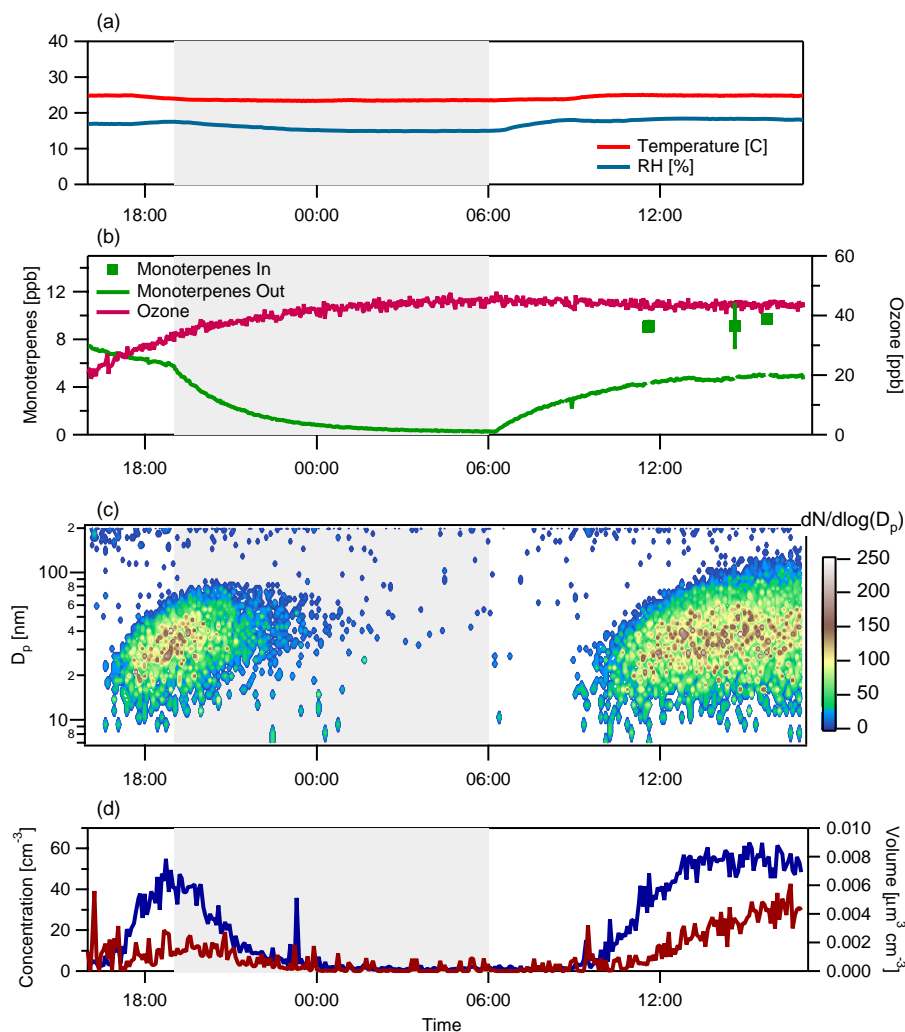 (a)
40
30
20
10
0
Temperature [C]
RH [%]
18:00 00:00 06:00 12:00
(b)
Monoterpenes [ppb]
12
8
4
0
Monoterpenes In
Monoterpenes Out
Ozone
60
40
20
0
Ozone [ppb]
18:00 00:00 06:00 12:00
(c)
Dp [nm]
2
100
8
6
4
2
10
8
dN/dlog(Dp)
250
200
150
100
50
0
18:00 00:00 06:00 12:00
(d)
Concentration [cm-3]
60
40
20
0
0.010
0.008
0.006
0.004
0.002
0.000
Volume [µm3 cm-3]
18:00 00:00 06:00 12:00
Time